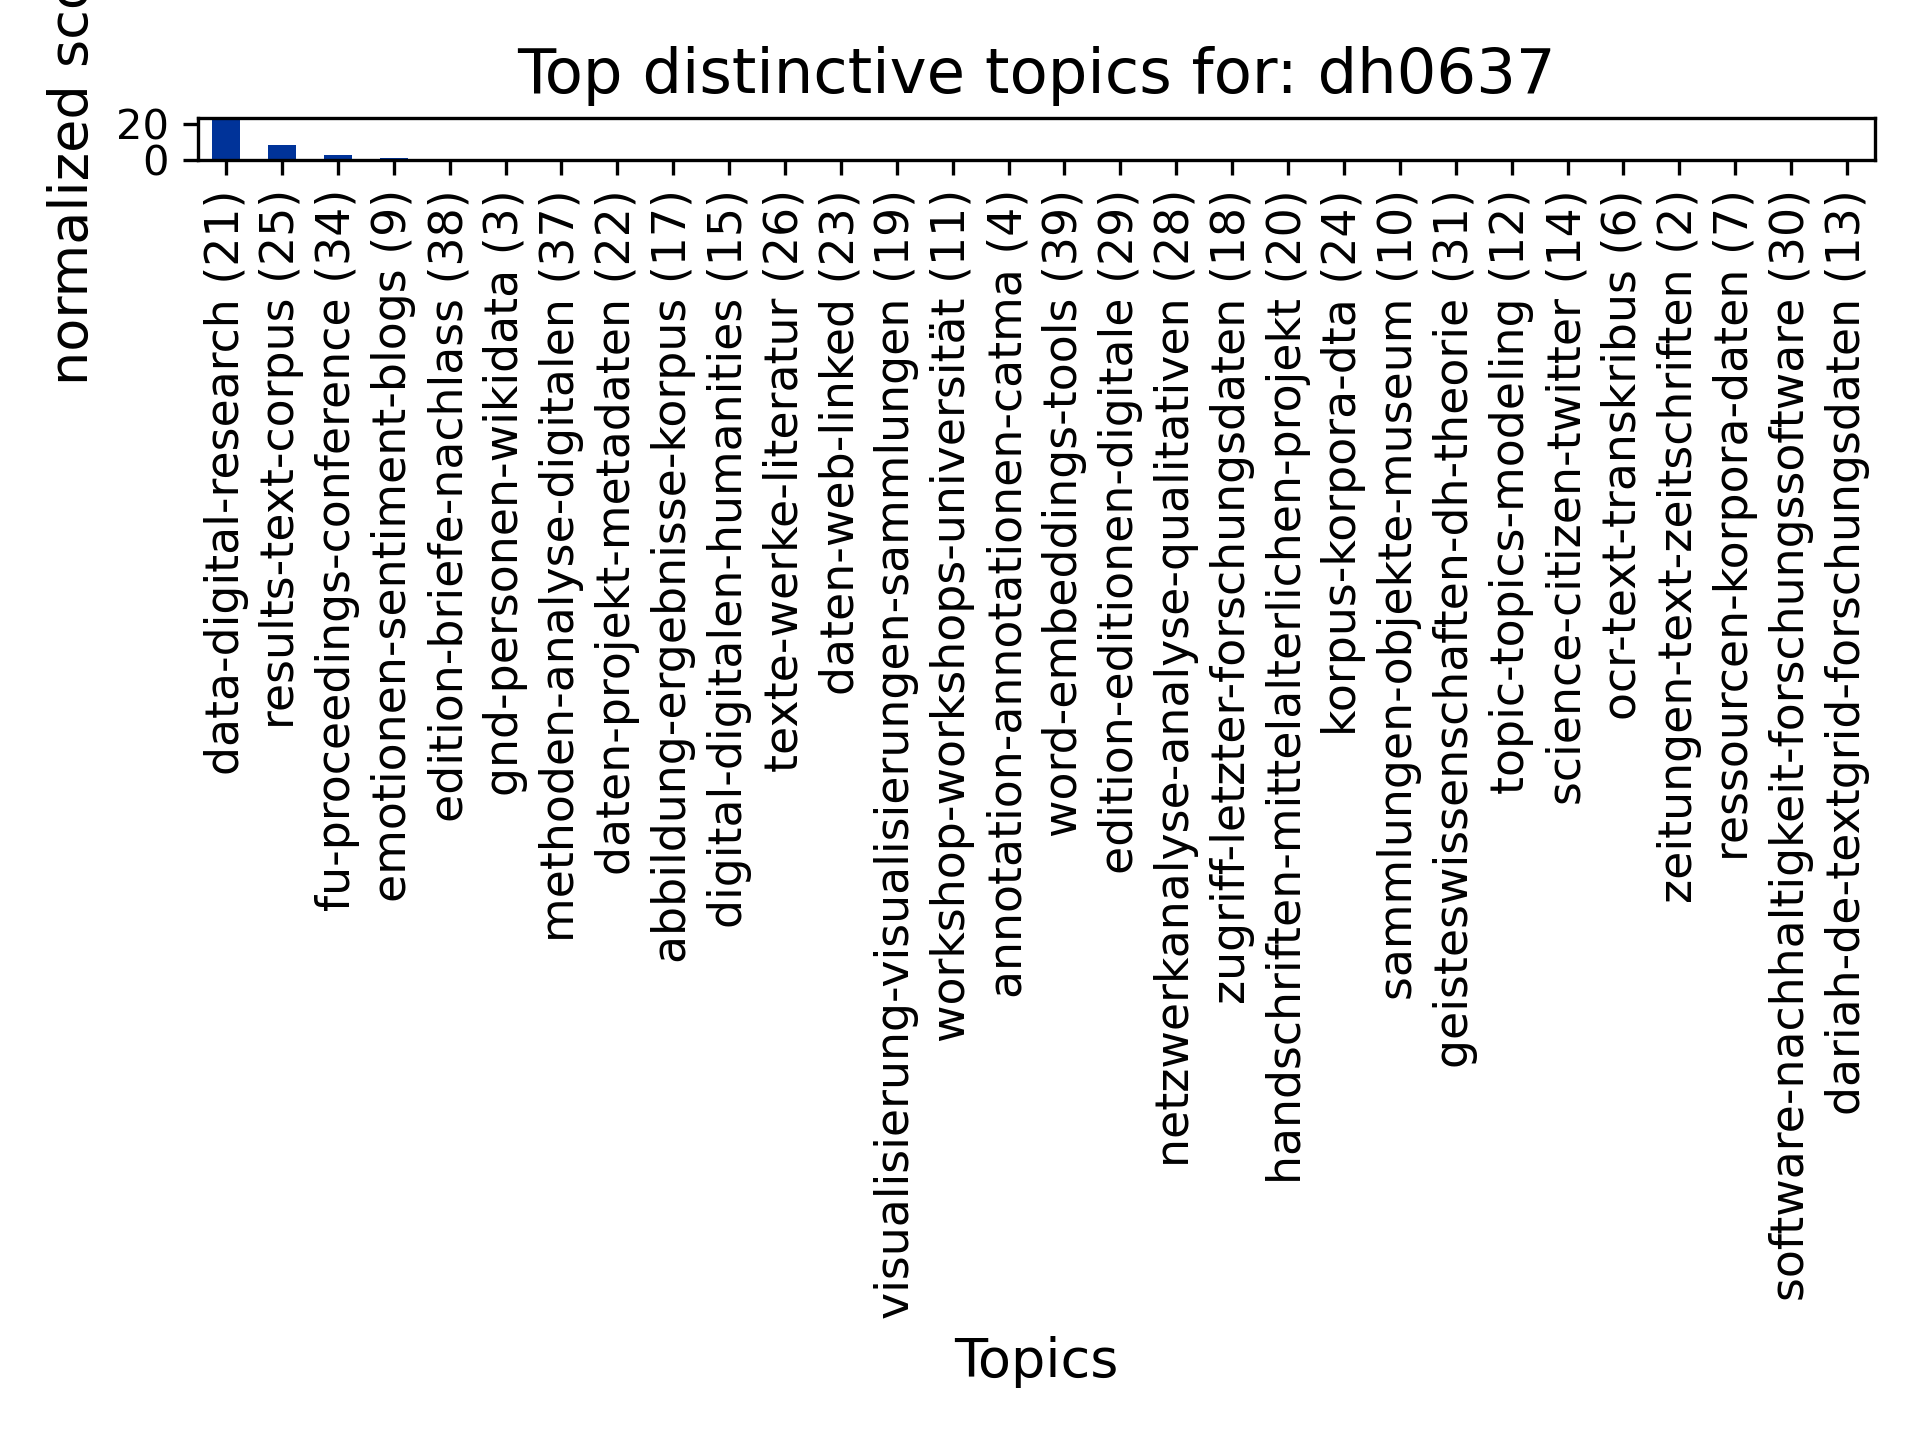 Top distinctive topics for: dh0637
normalized sco
20
0
data-digital-research (21)
results-text-corpus (25)
fu-proceedings-conference (34)
emotionen-sentiment-blogs (9)
edition-briefe-nachlass (38)
gnd-personen-wikidata (3)
methoden-analyse-digitalen (37)
daten-projekt-metadaten (22)
abbildung-ergebnisse-korpus (17)
digital-digitalen-humanities (15)
texte-werke-literatur (26)
daten-web-linked (23)
visualisierung-visualisierungen-sammlungen (19)
workshop-workshops-universität (11)
annotation-annotationen-catma (4)
word-embeddings-tools (39)
edition-editionen-digitale (29)
netzwerkanalyse-analyse-qualitativen (28)
zugriff-letzter-forschungsdaten (18)
handschriften-mittelalterlichen-projekt (20)
korpus-korpora-dta (24)
sammlungen-objekte-museum (10)
geisteswissenschaften-dh-theorie (31)
topic-topics-modeling (12)
science-citizen-twitter (14)
ocr-text-transkribus (6)
zeitungen-text-zeitschriften (2)
ressourcen-korpora-daten (7)
software-nachhaltigkeit-forschungssoftware (30)
dariah-de-textgrid-forschungsdaten (13)
Topics